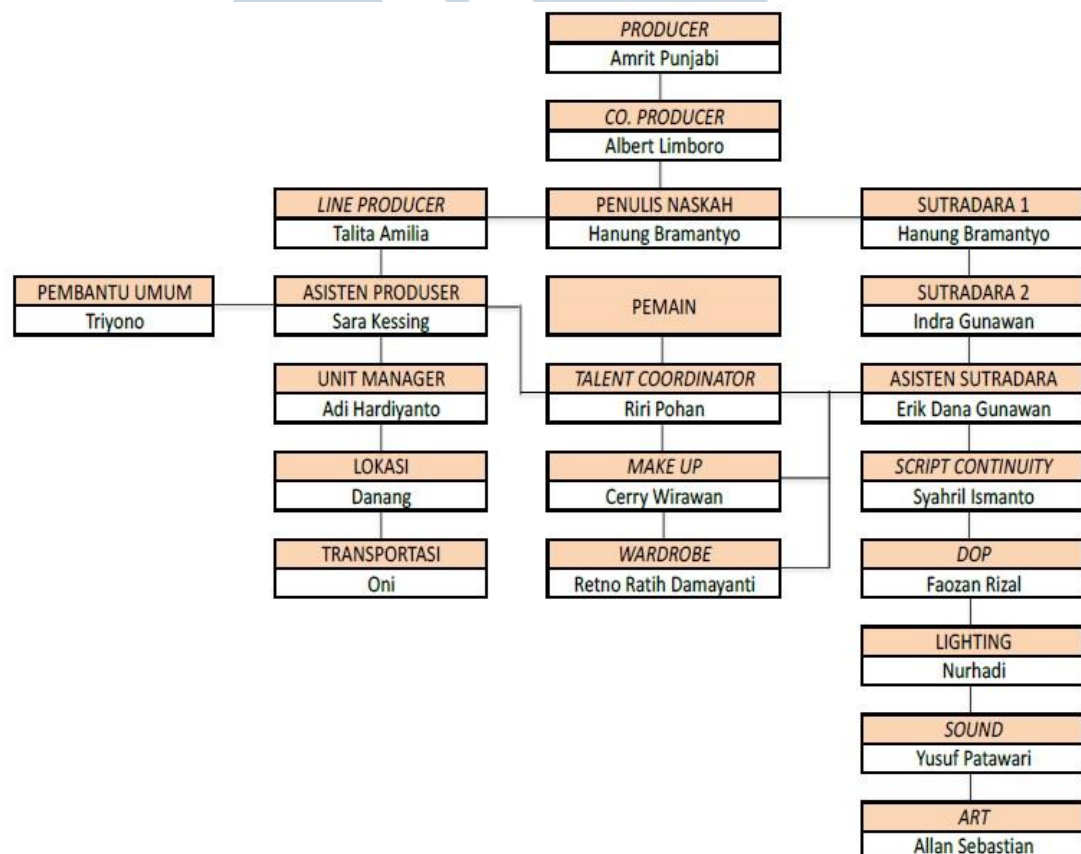 PRODUCER
Amrit Punjabi
CO. PRODUCER
Albert Limboro
LINE PRODUCER
Talita Amilia
PENULIS NASKAH
Hanung Bramantyo
SUTRADARA 1
Hanung Bramantyo
PEMBANTU UMUM
Triyono
ASISTEN PRODUSER
Sara Kessing
PEMAIN
SUTRADARA 2
Indra Gunawan
UNIT MANAGER
Adi Hardiyanto
TALENT COORDINATOR
Riri Pohan
ASISTEN SUTRADARA
Erik Dana Gunawan
LOKASI
Danang
MAKE UP
Cerry Wirawan
SCRIPT CONTINUITY
Syahril Ismanto
TRANSPORTASI
Oni
WARDROBE
Retno Ratih Damayanti
DOP
Faozan Rizal
LIGHTING
Nurhadi
SOUND
Yusuf Patawari
ART
Allan Sebastian